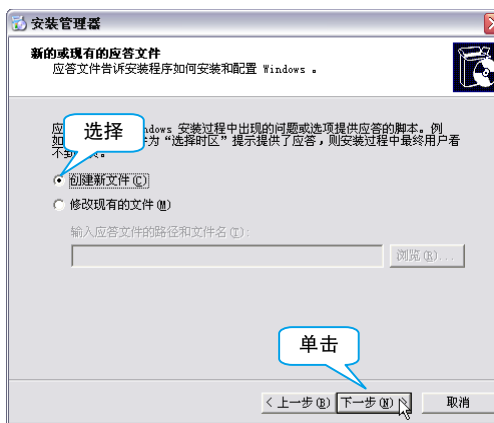 安装管理器
新的或现有的应答文件
应答文件告诉安装程序如何安装和配置 Windows 。
应 dows 安装过程中出现的问题或选项提供应答的脚本。例
如 为“选择时区”提示提供了应答,则安装过程中最终用户看
不到
选择
创建新文件(C)
修改现有的文件(M)
输入应答文件的路径和文件名(T):
浏览(R)...
单击
<上一步(B)
下一步(N)
取消